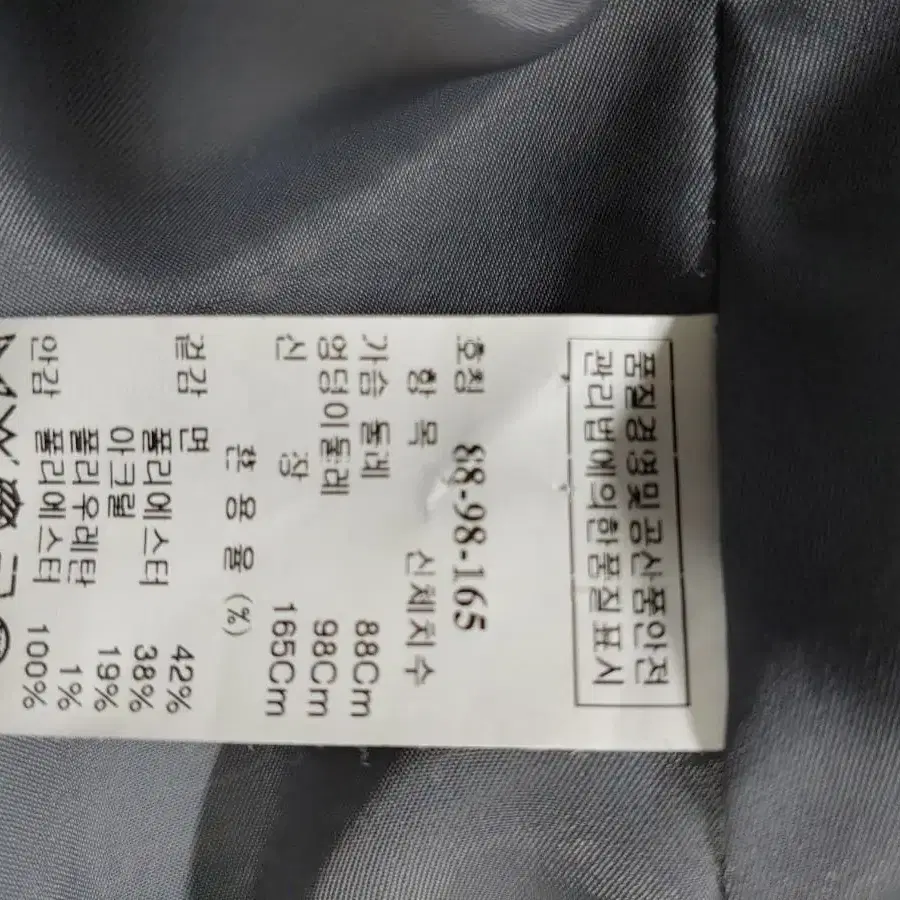 품질경영및 공산품안전
관리법에의한품질표시
호칭 88-98-165
항 목 신체치수
가슴 둘레 88Cm
엉덩이둘레 98Cm
신 장 165Cm
혼 용 율 (%)
겉감 면 42%
폴리에스터 38%
아크릴 19%
폴리우레탄 1%
안감 폴리에스터 100%